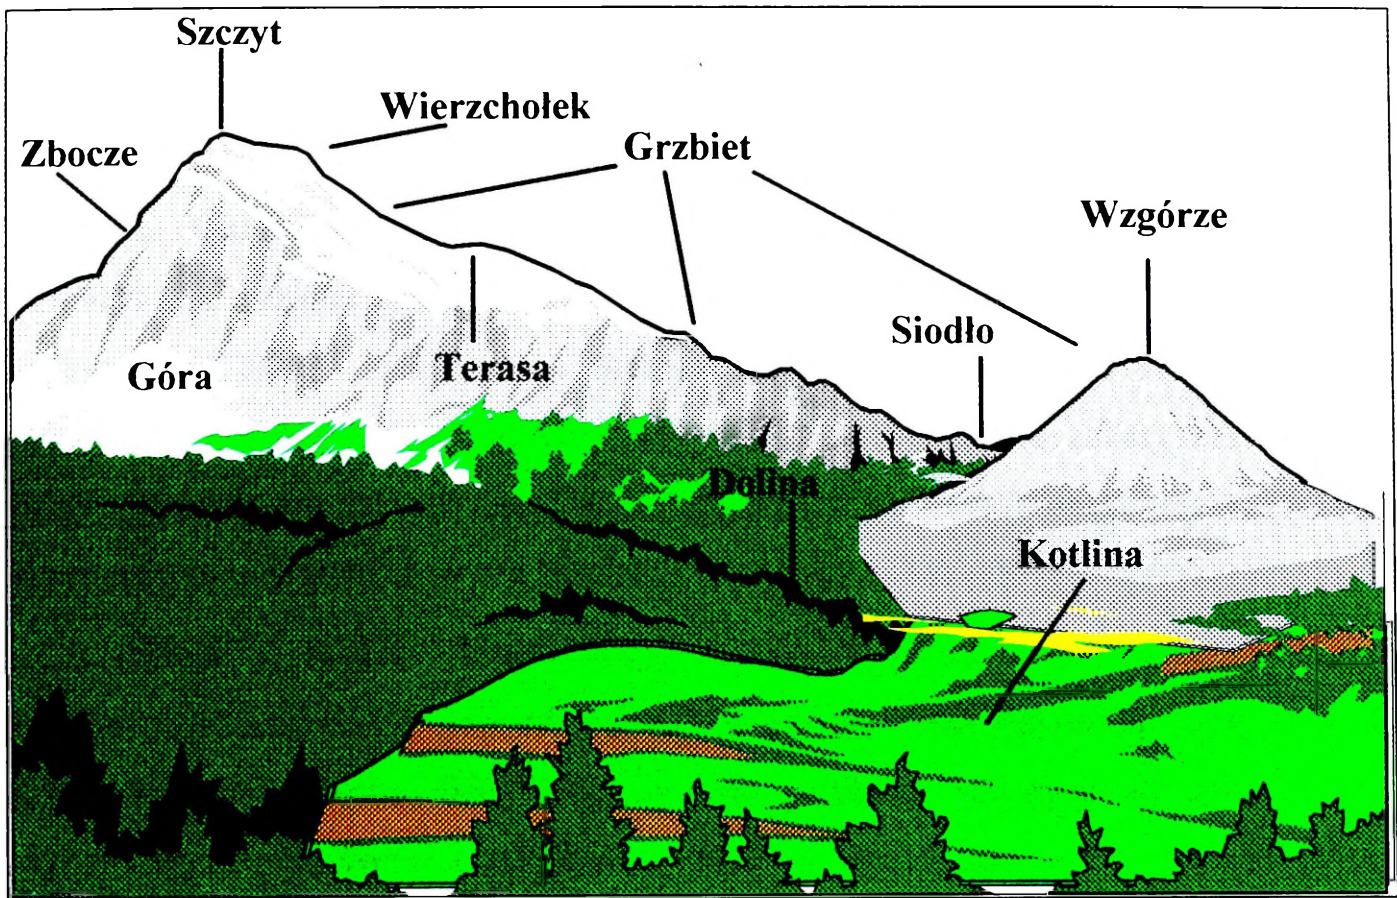 Szczyt
Wierzchołek
Zbocze
Grzbiet
Wzgórze
Siodło
Góra
Terasa
Dolina
Kotlina